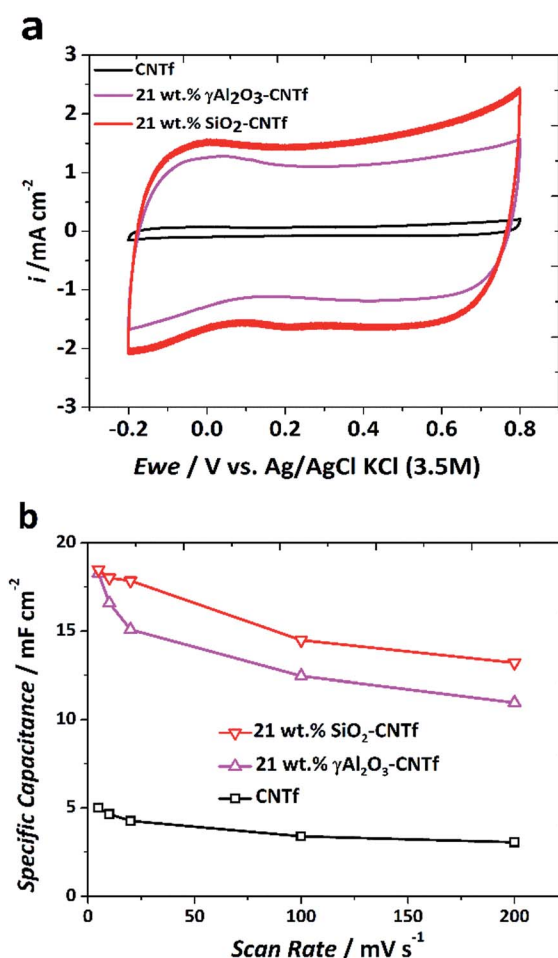 a
3
CNTf
21 wt.% γAl₂O₃-CNTf
2
21 wt.% SiO₂-CNTf
1
0
-1
-2
-3
i /mA cm⁻²
-0.2 0.0 0.2 0.4 0.6 0.8
Ewe / V vs. Ag/AgCl KCl (3.5M)
b
20
15
10
5
0
Specific Capacitance / mF cm⁻²
21 wt.% SiO₂-CNTf
21 wt.% γAl₂O₃-CNTf
CNTf
0 50 100 150 200
Scan Rate / mV s⁻¹